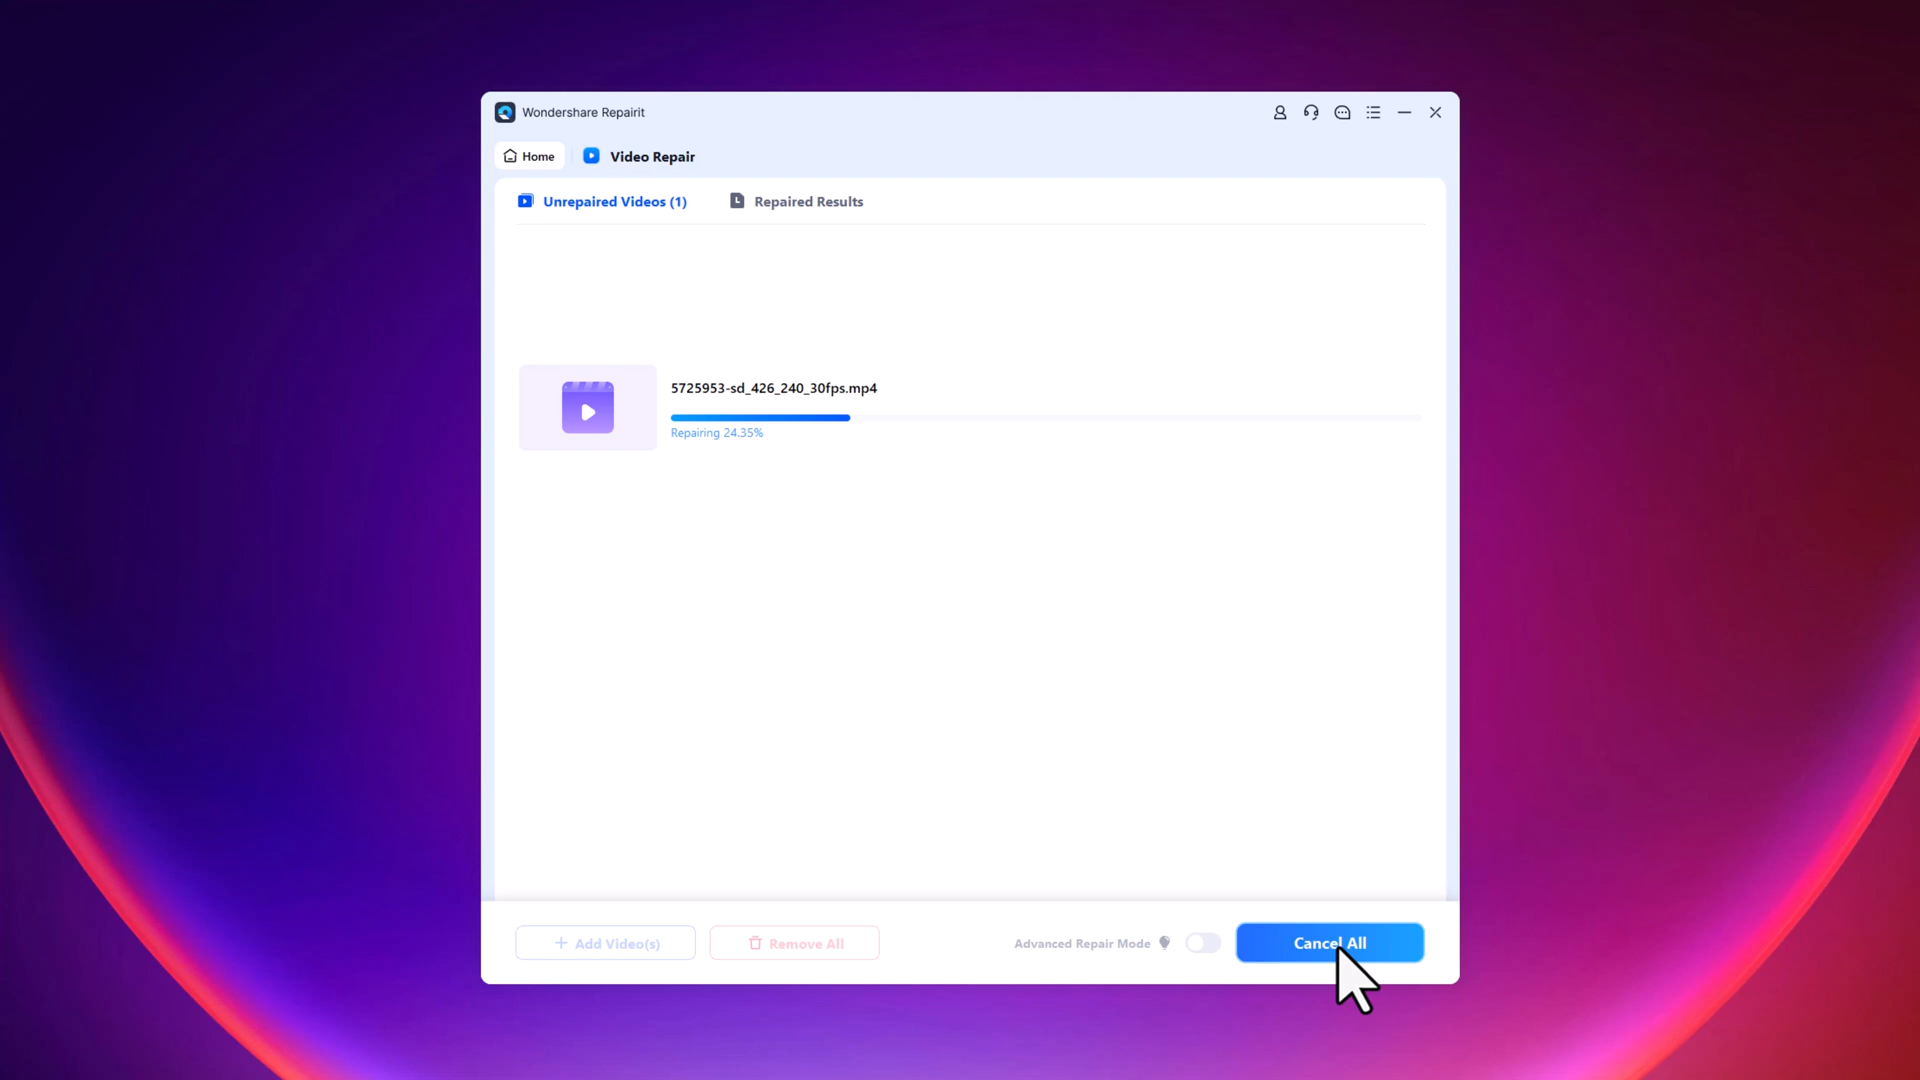 Wondershare Repairit
Home
Video Repair
Unrepaired Videos (1)
Repaired Results
5725953-sd_426_240_30fps.mp4
Repairing 24.35%
Add Video(s)
Remove All
Advanced Repair Mode
Cancel All